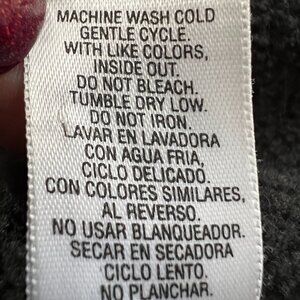 MACHINE WASH COLD
GENTLE CYCLE.
WITH LIKE COLORS,
INSIDE OUT.
DO NOT BLEACH.
TUMBLE DRY LOW.
DO NOT IRON.
LAVAR EN LAVADORA
CON AGUA FRIA,
CICLO DELICADO.
CON COLORES SIMILARES,
AL REVERSO.
NO USAR BLANQUEADOR.
SECAR EN SECADORA
CICLO LENTO.
NO PLANCHAR.